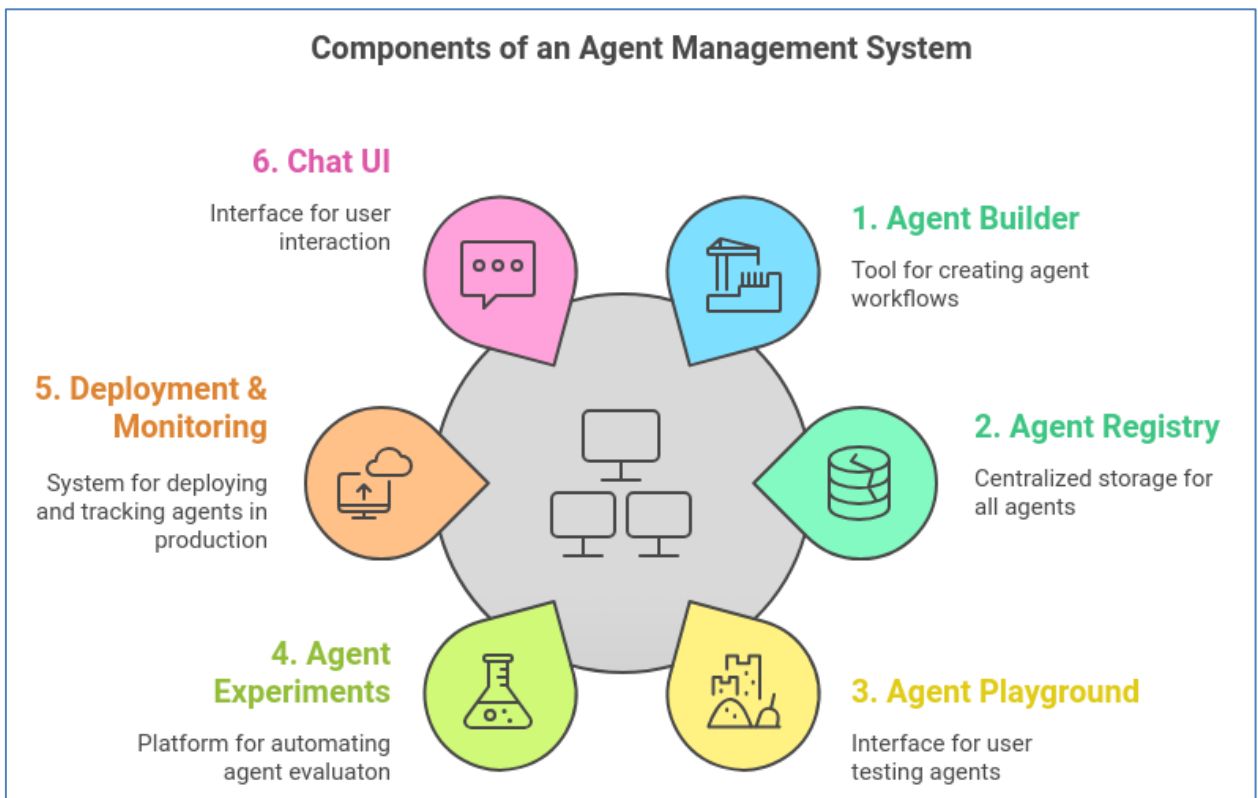 Components of an Agent Management System
6. Chat UI
Interface for user
interaction
1. Agent Builder
Tool for creating agent
workflows
5. Deployment &
Monitoring
System for deploying
and tracking agents in
production
2. Agent Registry
Centralized storage for
all agents
4. Agent
Experiments
Platform for automating
agent evaluaton
3. Agent Playground
Interface for user
testing agents